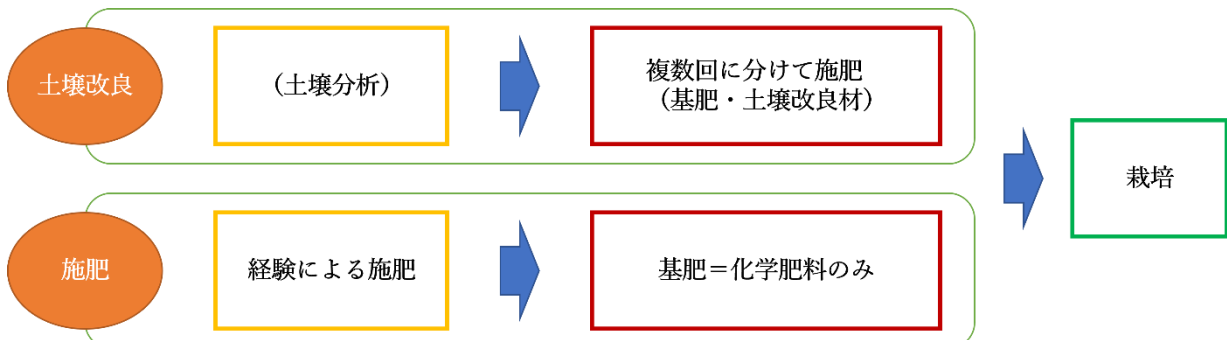 土壌改良
(土壌分析）
複数回に分けて施肥
（基肥・土壌改良材）
栽培
施肥
経験による施肥
基肥＝化学肥料のみ